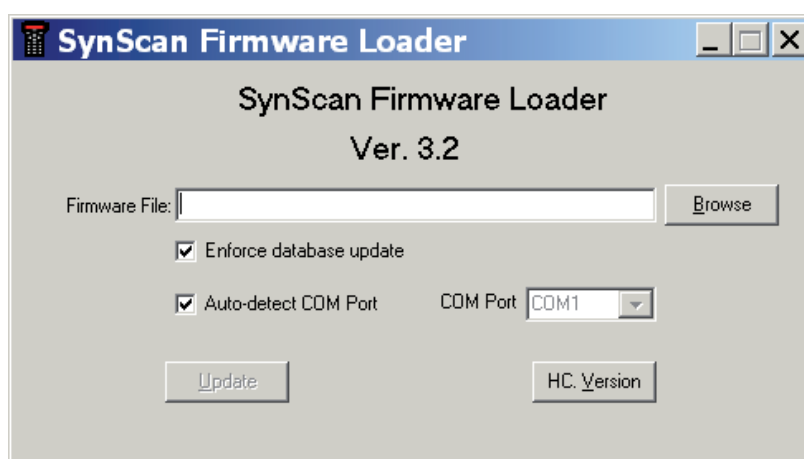 SynScan Firmware Loader
SynScan Firmware Loader
Ver. 3.2
Firmware File: Browse
Enforce database update
Auto-detect COM Port COM Port COM1
Update HC. Version